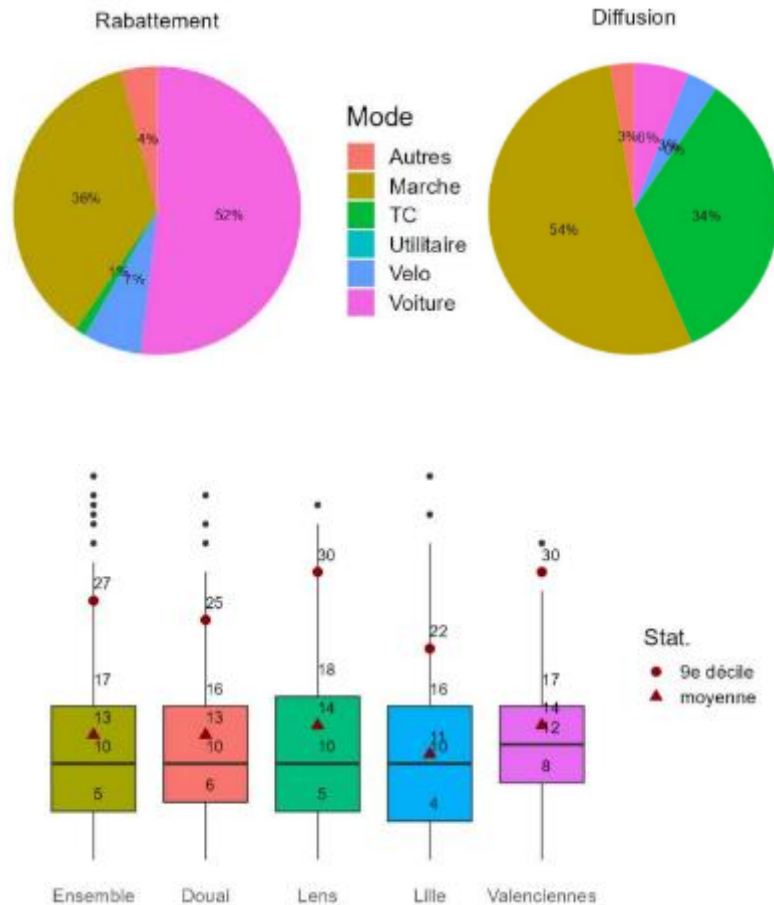 Rabattement
Diffusion
4%
36%
52%
1%
7%
Mode
Autres
Marche
TC
Utilitaire
Velo
Voiture
3%
6%
3%
0%
54%
34%
27
17
13
10
5
25
16
13
10
6
30
18
14
10
5
22
16
11
10
4
30
17
14
12
8
Stat.
9e décile
moyenne
Ensemble
Douai
Lens
Lille
Valenciennes